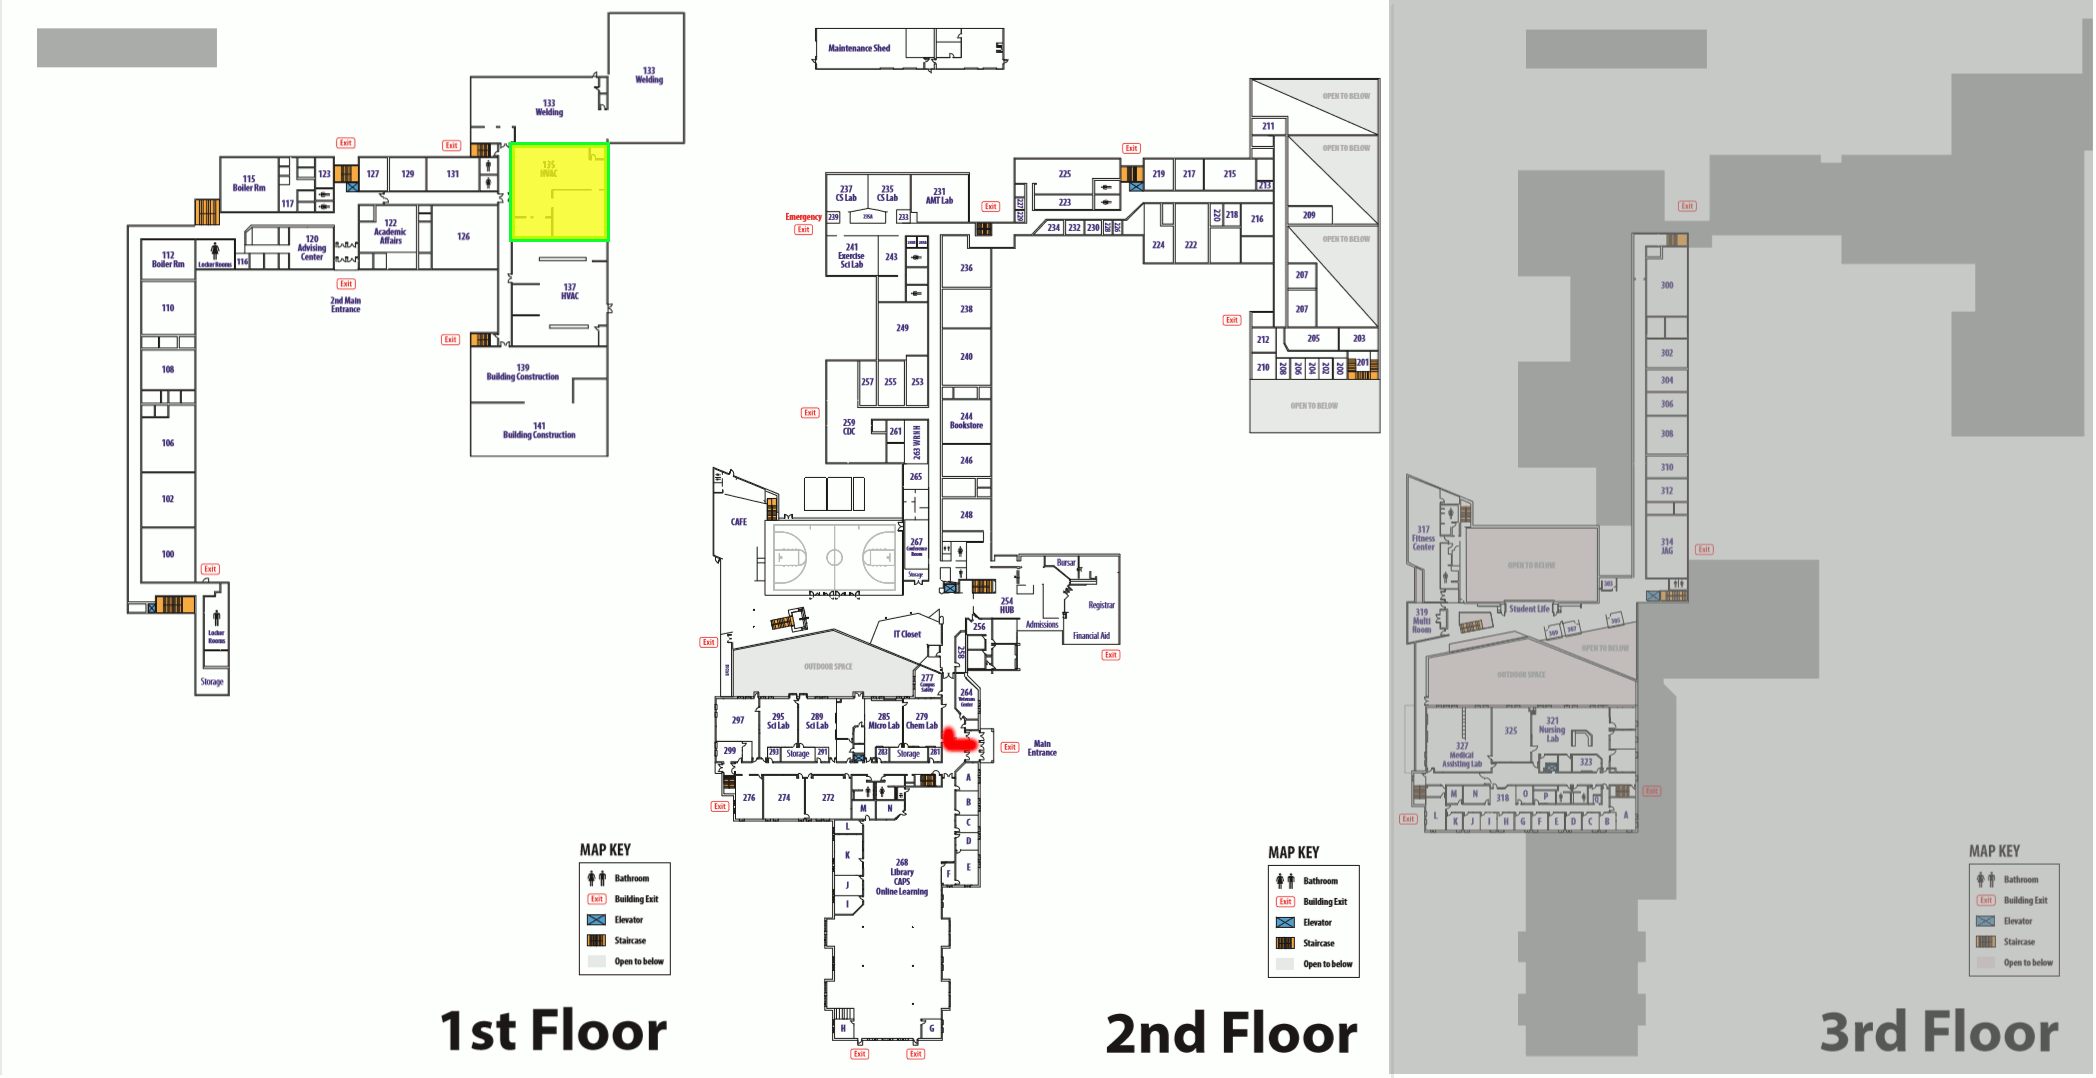 133
Welding
133
Welding
Exit
Exit
135
HVAC
115
Boiler Rm
123
127
129
131
117
122
Academic
Affairs
126
120
Advising
Center
112
Boiler Rm
Locker Rooms
116
Exit
2nd Main
Entrance
110
137
HVAC
Exit
108
139
Building Construction
106
141
Building Construction
102
100
Exit
Locker
Rooms
Storage
MAP KEY
Bathroom
Exit
Building Exit
Elevator
Staircase
Open to below
1st Floor
Maintenance Shed
OPEN TO BELOW
211
Exit
OPEN TO BELOW
225
219
217
215
213
237
CS Lab
235
CS Lab
231
AMT Lab
227
229
223
Exit
Emergency
Exit
239
235A
233
234
232
230
228
226
220
218
216
209
224
222
OPEN TO BELOW
241
Exercise
Sci Lab
243
236
207
238
207
249
Exit
212
205
203
240
210
208
206
204
202
200
201
257
255
253
OPEN TO BELOW
Exit
259
CDC
261
263 WRNH
244
Bookstore
246
265
CAFE
248
267
Conference
Room
Storage
Bursar
254
HUB
Registrar
Admissions
Financial Aid
Exit
256
258
IT Closet
Exit
OUTDOOR SPACE
277
Campus
Safety
264
Veterans
Center
297
295
Sci Lab
289
Sci Lab
285
Micro Lab
279
Chem Lab
299
293
Storage
291
283
Storage
281
Exit
Main
Entrance
276
274
272
M
N
A
B
C
D
E
F
Exit
L
K
J
I
268
Library
CAPS
Online Learning
H
G
Exit
Exit
MAP KEY
Bathroom
Exit
Building Exit
Elevator
Staircase
Open to below
2nd Floor
Exit
300
302
304
306
308
310
312
314
JAG
Exit
317
Fitness
Center
OPEN TO BELOW
303
Student Life
319
Multi
Room
309
307
305
OPEN TO BELOW
OUTDOOR SPACE
327
Medical
Assisting Lab
325
321
Nursing
Lab
323
M
N
318
O
P
Q
Exit
Exit
L
K
J
I
H
G
F
E
D
C
B
A
MAP KEY
Bathroom
Exit
Building Exit
Elevator
Staircase
Open to below
3rd Floor